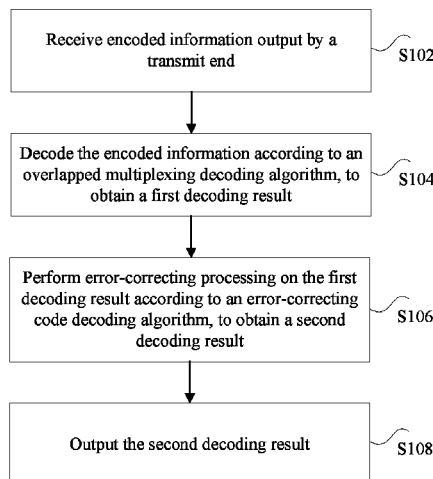 Receive encoded information output by a
transmit end
S102
Decode the encoded information according to an
overlapped multiplexing decoding algorithm, to
obtain a first decoding result
S104
Perform error-correcting processing on the first
decoding result according to an error-correcting
code decoding algorithm, to obtain a second
decoding result
S106
Output the second decoding result
S108